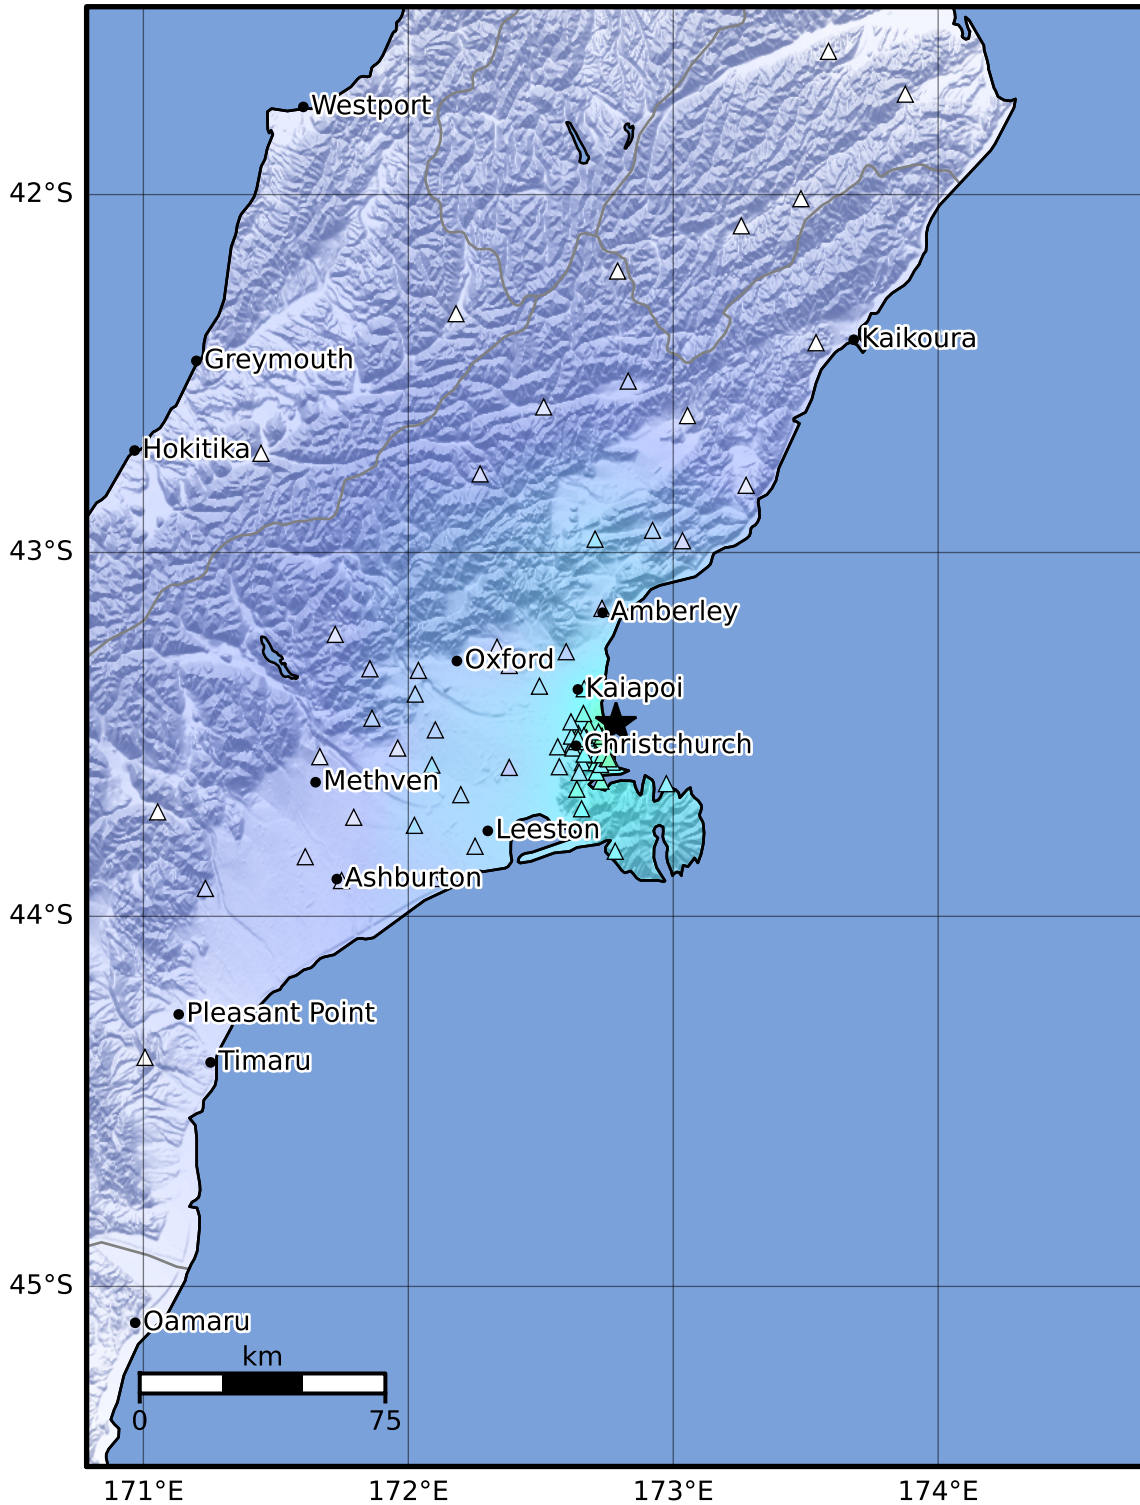 Westport
42°S
Kaikoura
Greymouth
Hokitika
43°S
Amberley
Oxford
Kaiapoi
Christchurch
Methven
Leeston
Ashburton
44°S
Pleasant Point
Timaru
45°S
Oamaru
km
0 75
171°E 172°E 173°E 174°E